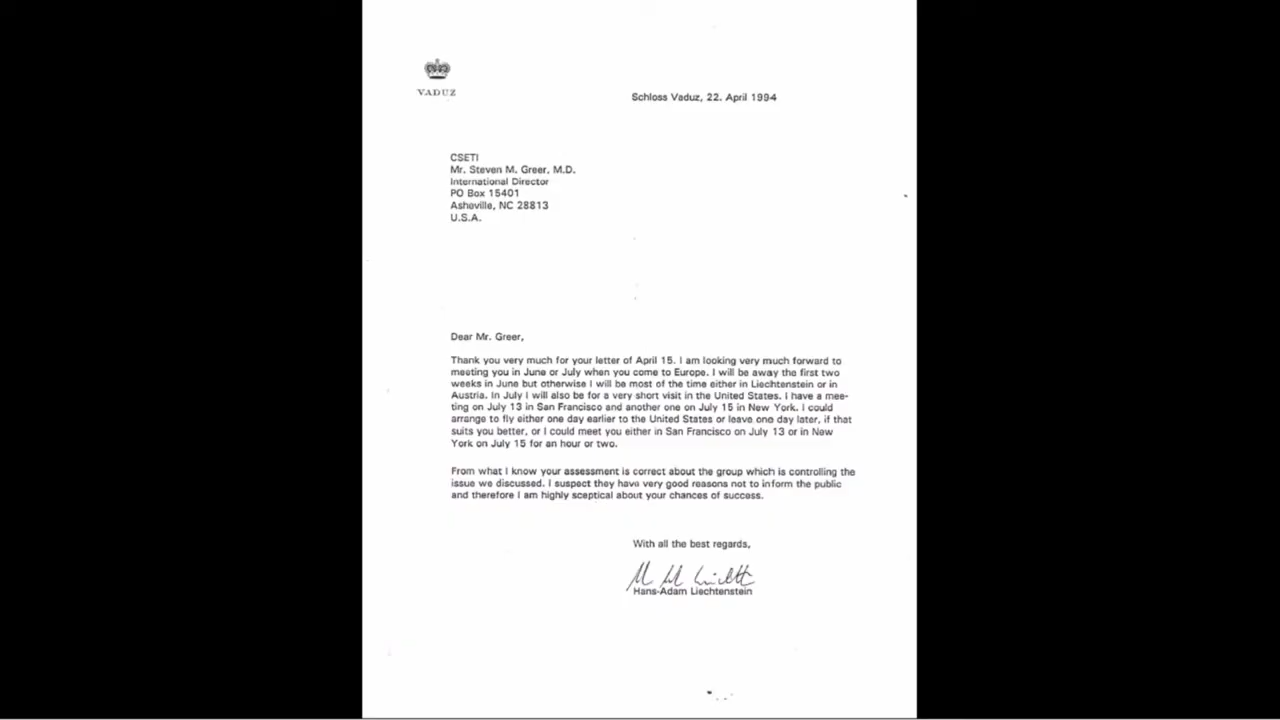 VADUZ
Schloss Vaduz, 22. April 1994
CSETI
Mr. Steven M. Greer, M.D.
International Director
PO Box 15401
Asheville, NC 28813
U.S.A.
Dear Mr. Greer,
Thank you very much for your letter of April 15. I am looking very much forward to
meeting you in June or July when you come to Europe. I will be away the first two
weeks in June but otherwise I will be most of the time either in Liechtenstein or in
Austria. In July I will also be for a very short visit in the United States. I have a mee-
ting on July 13 in San Francisco and another one on July 15 in New York. I could
arrange to fly either one day earlier to the United States or leave one day later, if that
suits you better, or I could meet you either in San Francisco on July 13 or in New
York on July 15 for an hour or two.
From what I know your assessment is correct about the group which is controlling the
issue we discussed. I suspect they have very good reasons not to inform the public
and therefore I am highly sceptical about your chances of success.
With all the best regards,
Hans-Adam Liechtenstein